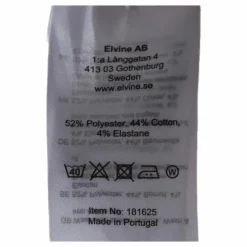 Elvine AB
1:a Långgatan 4
413 03 Gothenburg
Sweden
www.elvine.se
52% Polyester, 44% Cotton,
4% Elastane
40 W
Item No: 181625
Made in Portugal